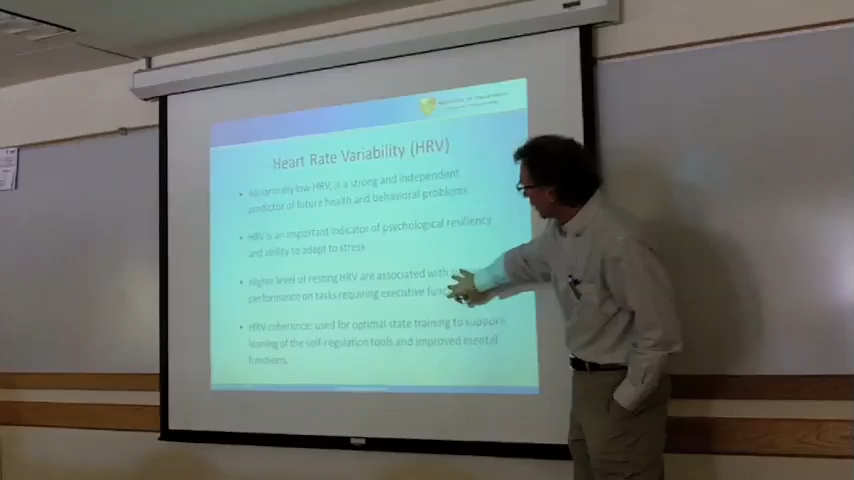 Heart Rate Variability (HRV)
• Abnormally low HRV, is a strong and independent
predictor of future health and behavioral problems
• HRV is an important indicator of psychological resiliency
and ability to adapt to stress
• Higher level of resting HRV are associated with
performance on tasks requiring executive
• HRV coherence: used for optimal state training to support
learning of the self-regulation tools and improved mental
functions.